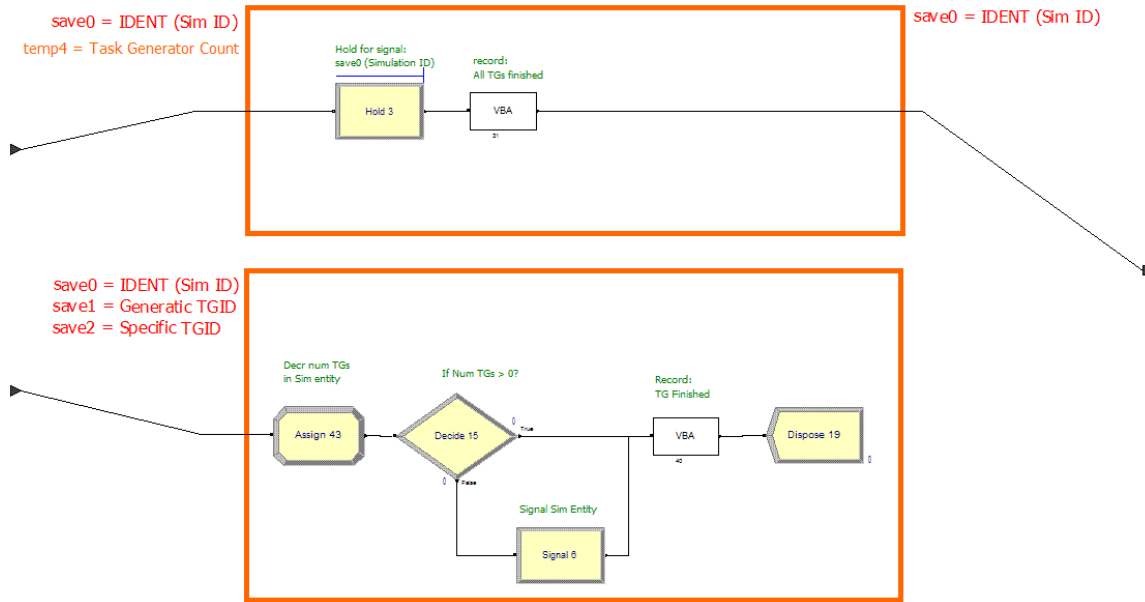 save0 = IDENT (Sim ID)
temp4 = Task Generator Count
save0 = IDENT (Sim ID)
Hold for signal:
save0 (Simulation ID)
record:
All TGs finished
Hold 3
VBA
31
save0 = IDENT (Sim ID)
save1 = Generatic TGID
save2 = Specific TGID
Decr num TGs
in Sim entity
If Num TGs > 0?
Record:
TG Finished
Assign 43
Decide 15
0
True
VBA
40
Dispose 19
0
0
False
Signal Sim Entity
Signal 6